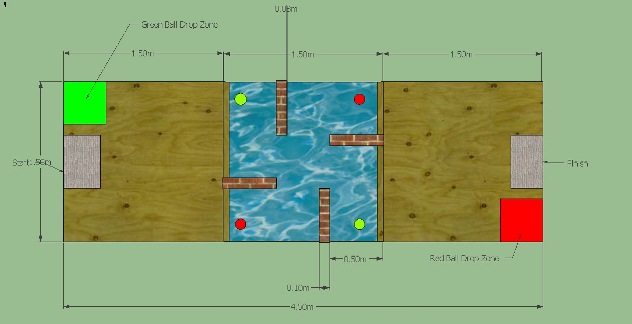 0.08m
Green Ball Drop Zone
1.50m
1.50m
1.50m
Start
1.50m
Finish
0.50m
Red Ball Drop Zone
0.10m
4.50m